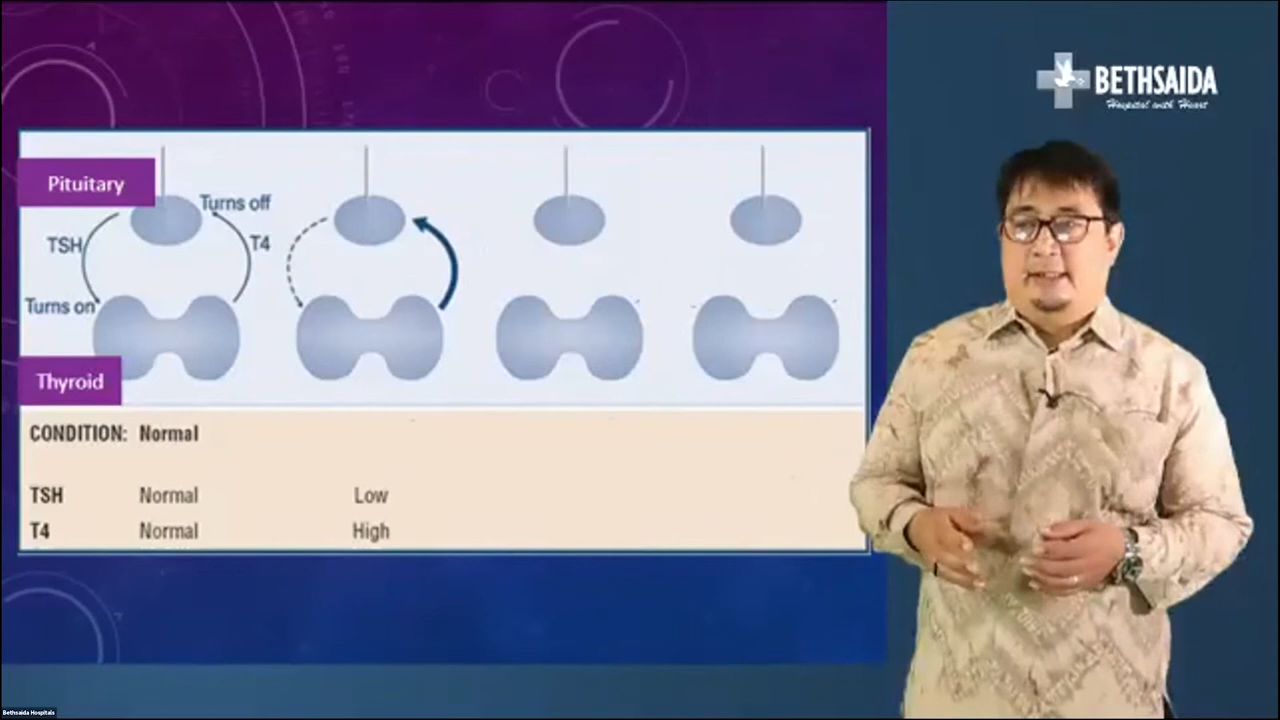 BETHSAIDA
Hospital with Heart
Pituitary
Turns off
TSH
T4
Turns on
Thyroid
CONDITION: Normal
TSH Normal Low
T4 Normal High
Bethsaida Hospitals